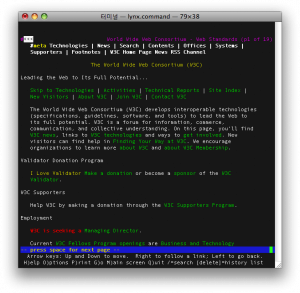 터미널 — lynx.command — 79×38
World Wide Web Consortium - Web Standards (p1 of 19)
#meta Technologies | News | Search | Contents | Offices | Systems |
Supporters | Footnotes | W3C Home Page News RSS Channel
The World Wide Web Consortium (W3C)
Leading the Web to Its Full Potential...
Skip to Technologies | Activities | Technical Reports | Site Index |
New Visitors | About W3C | Join W3C | Contact W3C
The World Wide Web Consortium (W3C) develops interoperable technologies
(specifications, guidelines, software, and tools) to lead the Web to
its full potential. W3C is a forum for information, commerce,
communication, and collective understanding. On this page, you'll find
W3C news, links to W3C technologies and ways to get involved. New
visitors can find help in Finding Your Way at W3C. We encourage
organizations to learn more about W3C and about W3C Membership.
Validator Donation Program
I Love Validator Make a donation or become a sponsor of the W3C
Validator.
W3C Supporters
Help W3C by making a donation through the W3C Supporters Program.
Employment
W3C is seeking a Managing Director.
Current W3C Fellows Program openings are Business and Technology
-- press space for next page --
Arrow keys: Up and Down to move. Right to follow a link; Left to go back.
H)elp O)ptions P)rint G)o M)ain screen Q)uit /=search [delete]=history list